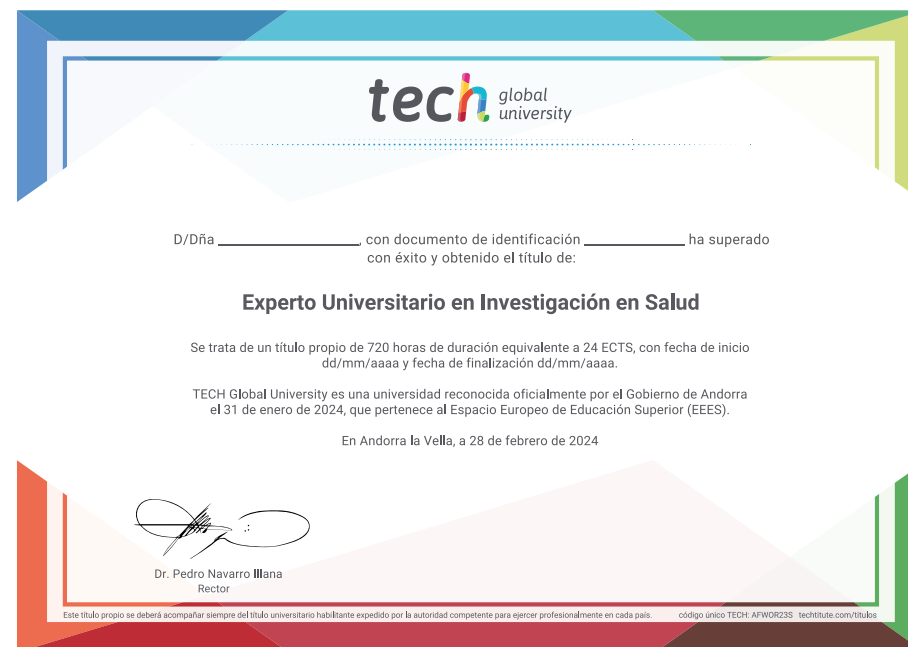 tech global university
D/Dña ____________________, con documento de identificación ______________ ha superado
con éxito y obtenido el título de:
Experto Universitario en Investigación en Salud
Se trata de un título propio de 720 horas de duración equivalente a 24 ECTS, con fecha de inicio
dd/mm/aaaa y fecha de finalización dd/mm/aaaa.
TECH Global University es una universidad reconocida oficialmente por el Gobierno de Andorra
el 31 de enero de 2024, que pertenece al Espacio Europeo de Educación Superior (EEES).
En Andorra la Vella, a 28 de febrero de 2024
Dr. Pedro Navarro Illana
Rector
Este título propio se deberá acompañar siempre del título universitario habilitante expedido por la autoridad competente para ejercer profesionalmente en cada país. código único TECH: AFWOR23S techtitute.com/titulos